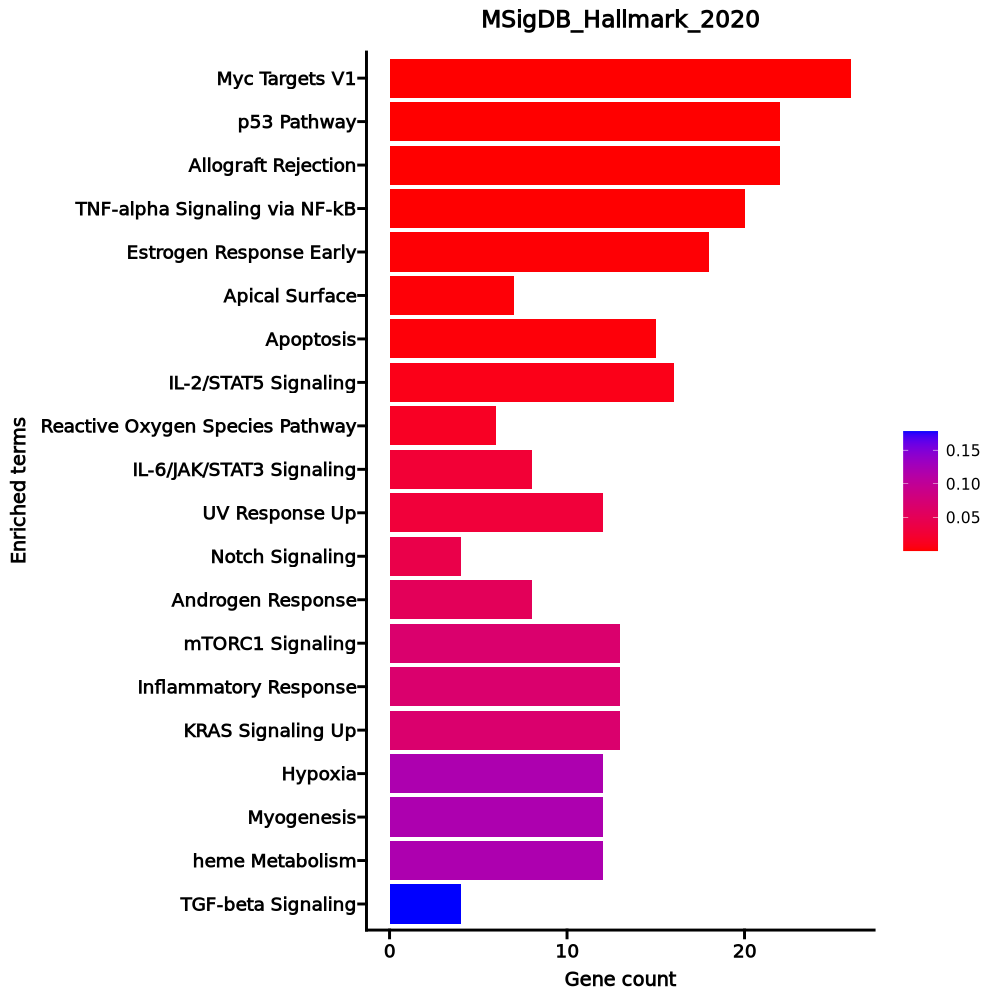 MSigDB_Hallmark_2020
Myc Targets V1
p53 Pathway
Allograft Rejection
TNF-alpha Signaling via NF-kB
Estrogen Response Early
Apical Surface
Apoptosis
IL-2/STAT5 Signaling
Reactive Oxygen Species Pathway
IL-6/JAK/STAT3 Signaling
UV Response Up
Notch Signaling
Androgen Response
mTORC1 Signaling
Inflammatory Response
KRAS Signaling Up
Hypoxia
Myogenesis
heme Metabolism
TGF-beta Signaling
Enriched terms
0 10 20
Gene count
0.15
0.10
0.05